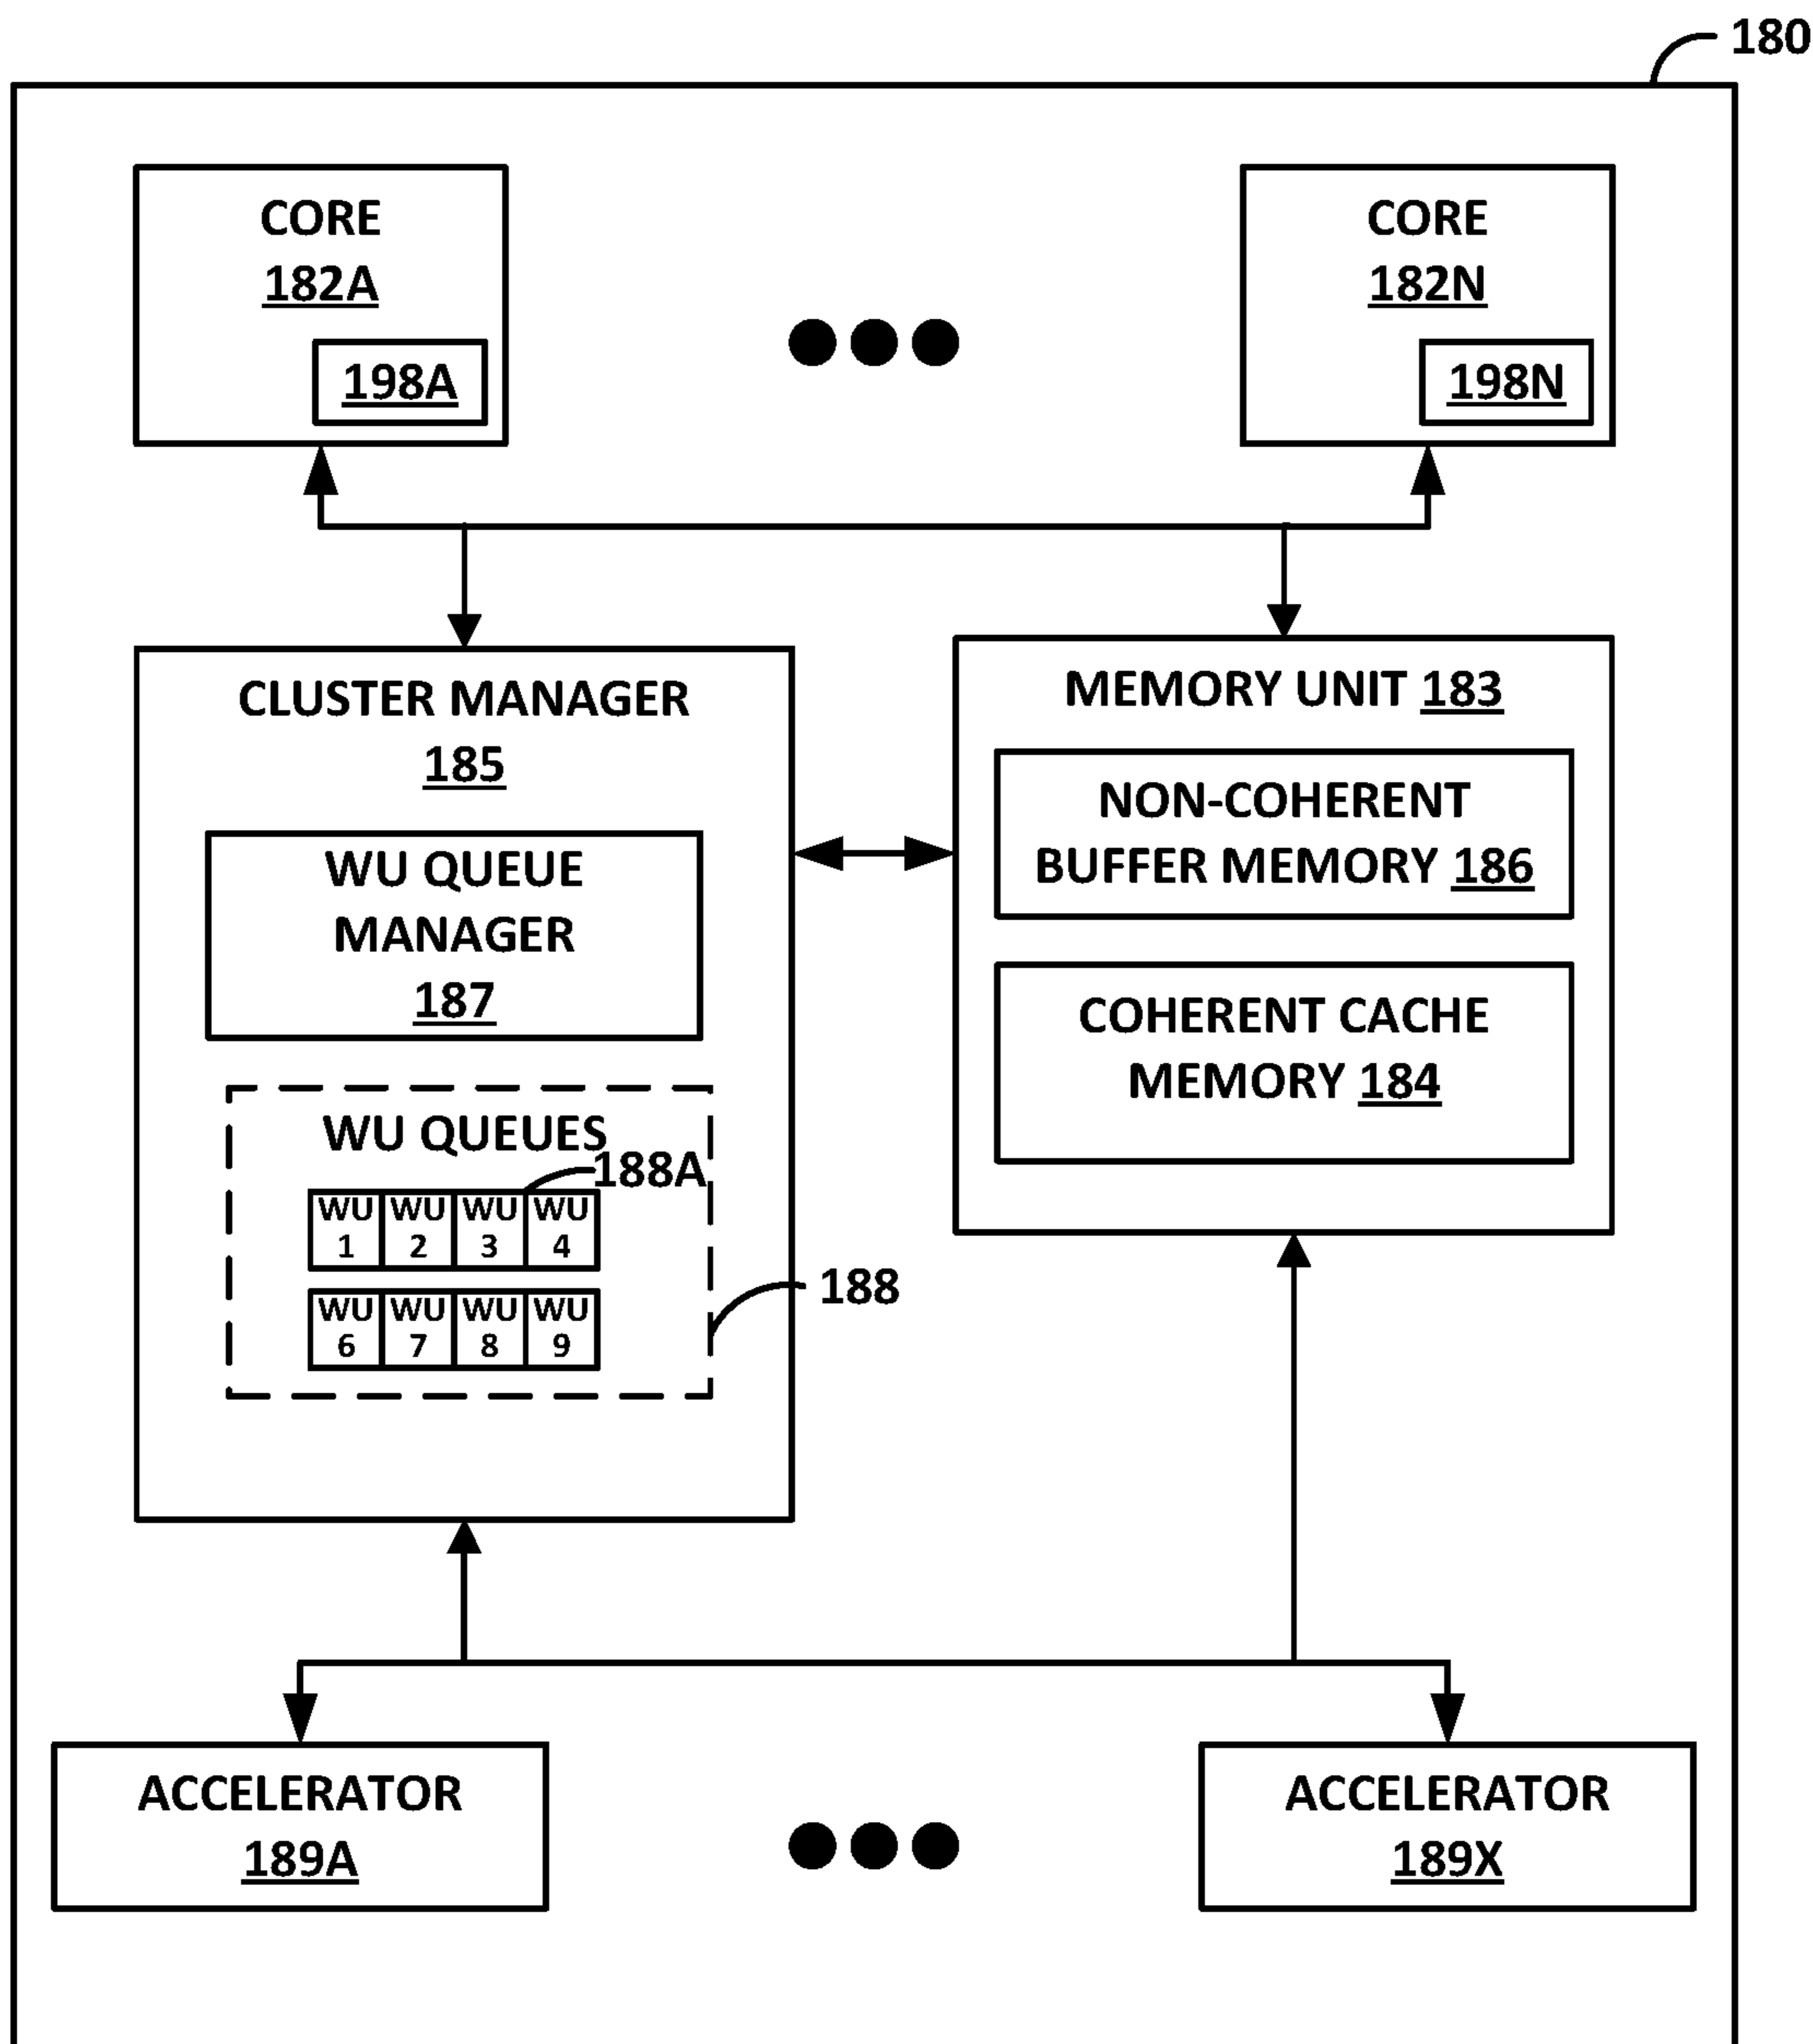 180
CORE
182A
198A
CORE
182N
198N
CLUSTER MANAGER
185
WU QUEUE
MANAGER
187
WU QUEUES
188A
WU WU WU WU
1 2 3 4
WU WU WU WU
6 7 8 9
188
MEMORY UNIT 183
NON-COHERENT
BUFFER MEMORY 186
COHERENT CACHE
MEMORY 184
ACCELERATOR
189A
ACCELERATOR
189X